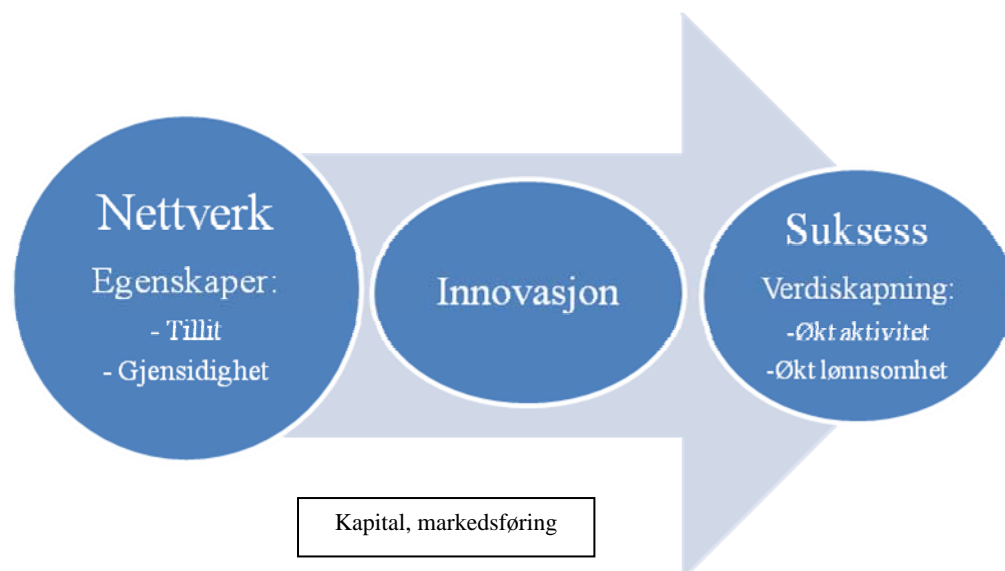 Nettverk
Egenskaper:
- Tillit
- Gjensidighet
Innovasjon
Suksess
Verdiskapning:
-Økt aktivitet
-Økt lønnsomhet
Kapital, markedsføring